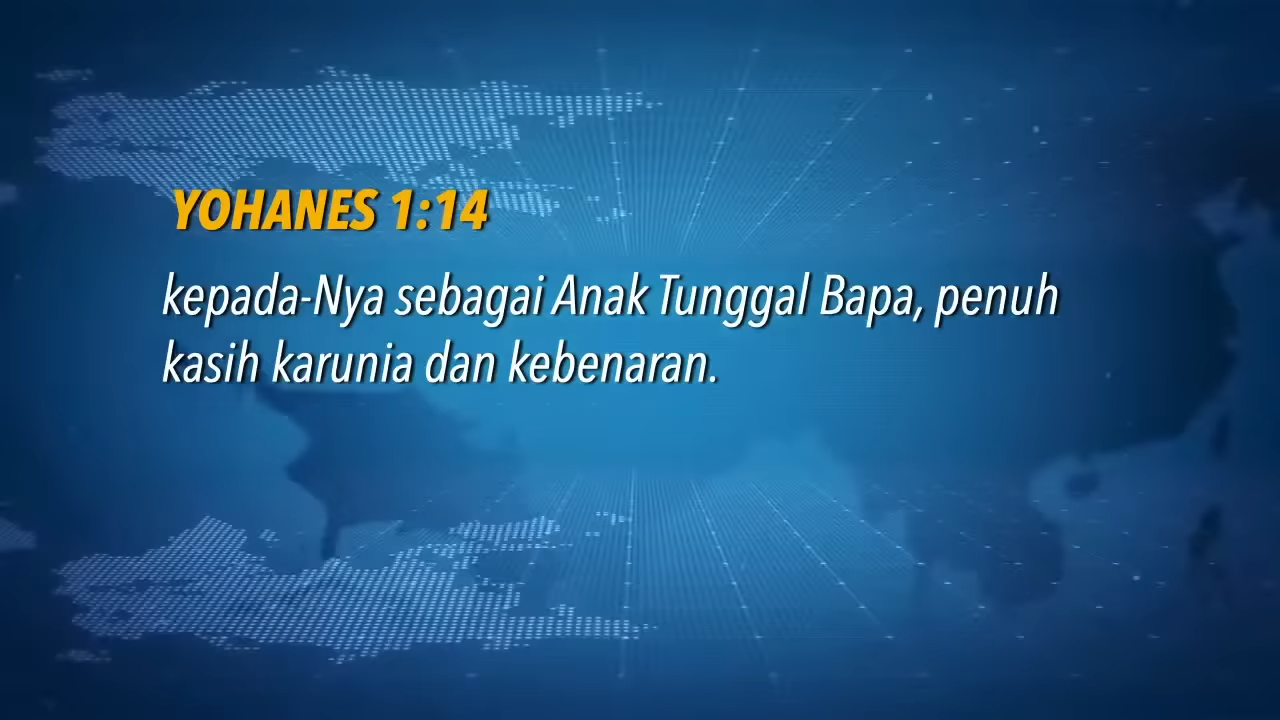 YOHANES 1:14
kepada-Nya sebagai Anak Tunggal Bapa, penuh
kasih karunia dan kebenaran.